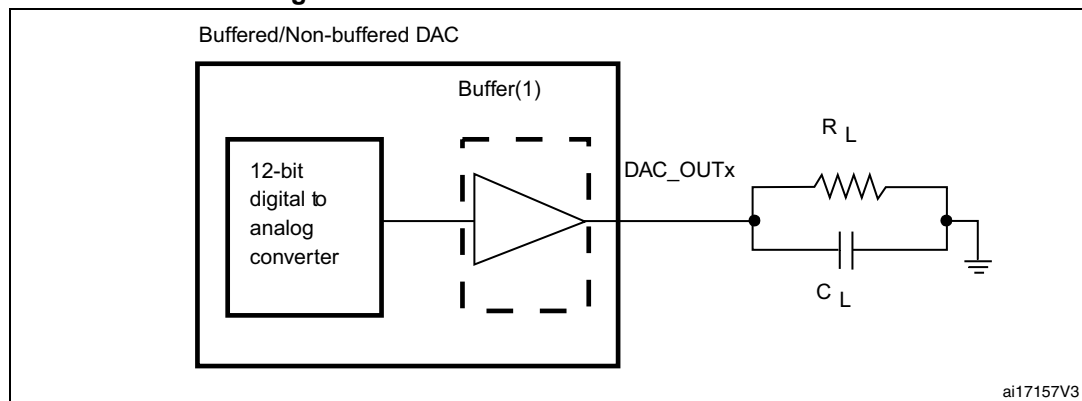 Buffered/Non-buffered DAC
Buffer(1)
12-bit
digital to
analog
converter
DAC_OUTx
R L
C L
ai17157V3